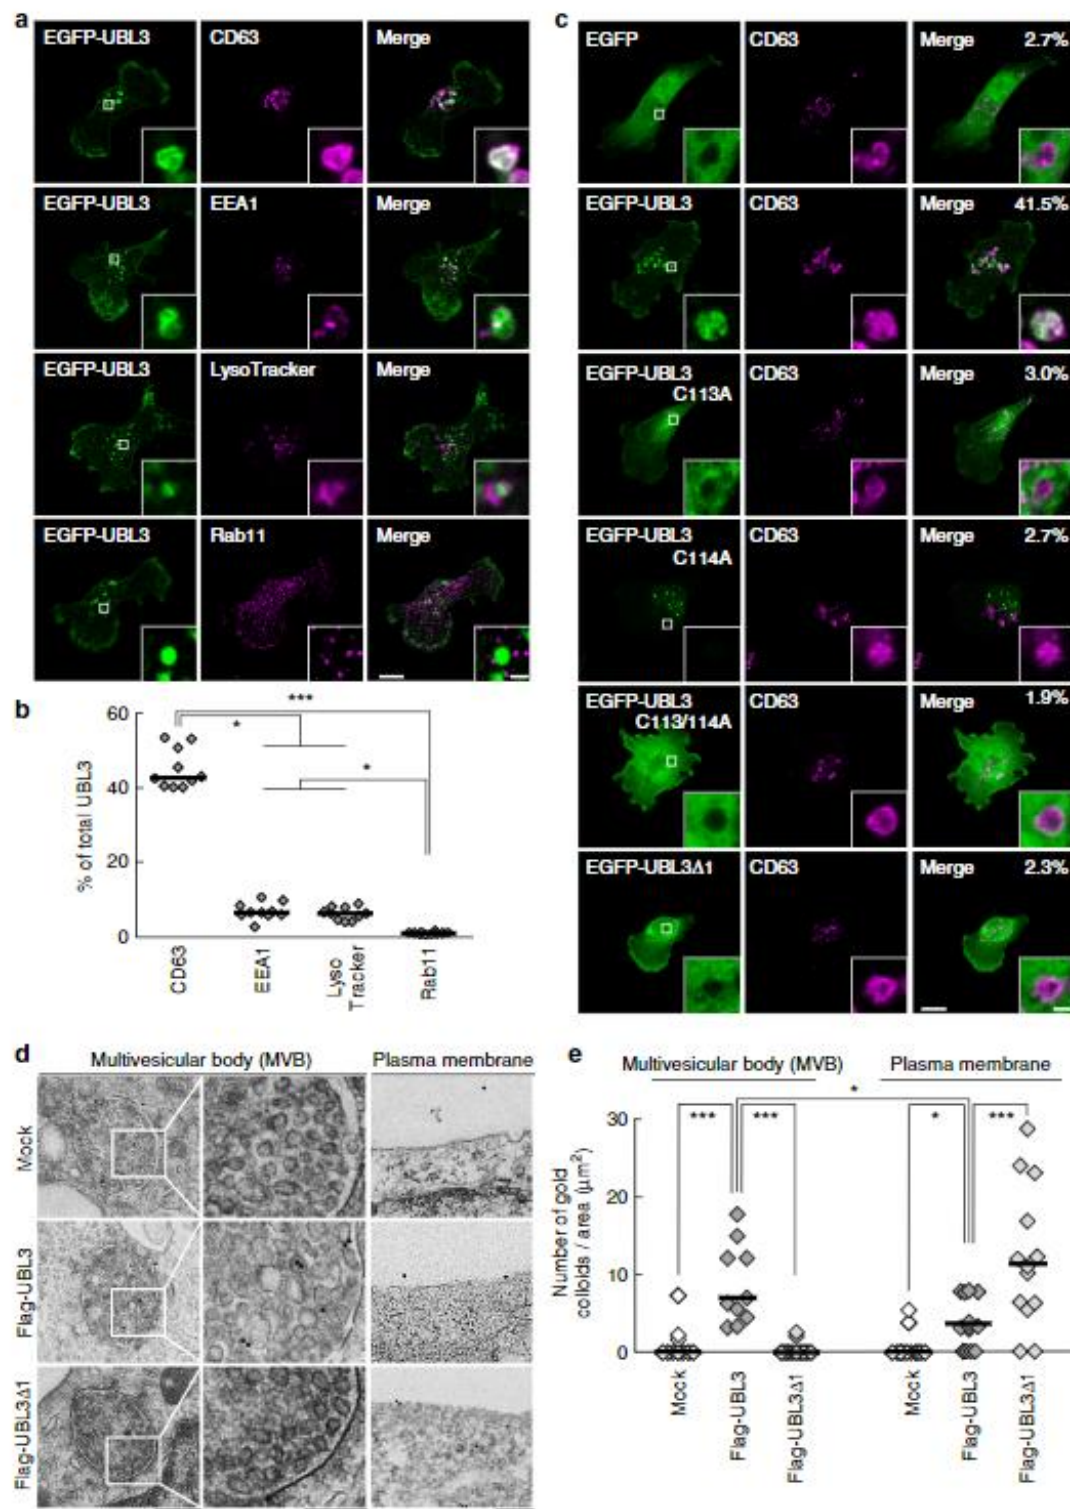 a
EGFP-UBL3 CD63 Merge
EGFP-UBL3 EEA1 Merge
EGFP-UBL3 LysoTracker Merge
EGFP-UBL3 Rab11 Merge
b
***
*
*
60
40
20
0
% of total UBL3
CD63
EEA1
Lyso
Tracker
Rab11
c
EGFP CD63 Merge 2.7%
EGFP-UBL3 CD63 Merge 41.5%
EGFP-UBL3 CD63 Merge 3.0%
C113A
EGFP-UBL3 CD63 Merge 2.7%
C114A
EGFP-UBL3 CD63 Merge 1.9%
C113/114A
EGFP-UBL3Δ1 CD63 Merge 2.3%
d
Multivesicular body (MVB) Plasma membrane
Mock
Flag-UBL3
Flag-UBL3Δ1
e
Multivesicular body (MVB) Plasma membrane
*
*** *** * ***
30
20
10
0
Number of gold
colloids / area (μm²)
Mock
Flag-UBL3
Flag-UBL3Δ1
Mock
Flag-UBL3
Flag-UBL3Δ1